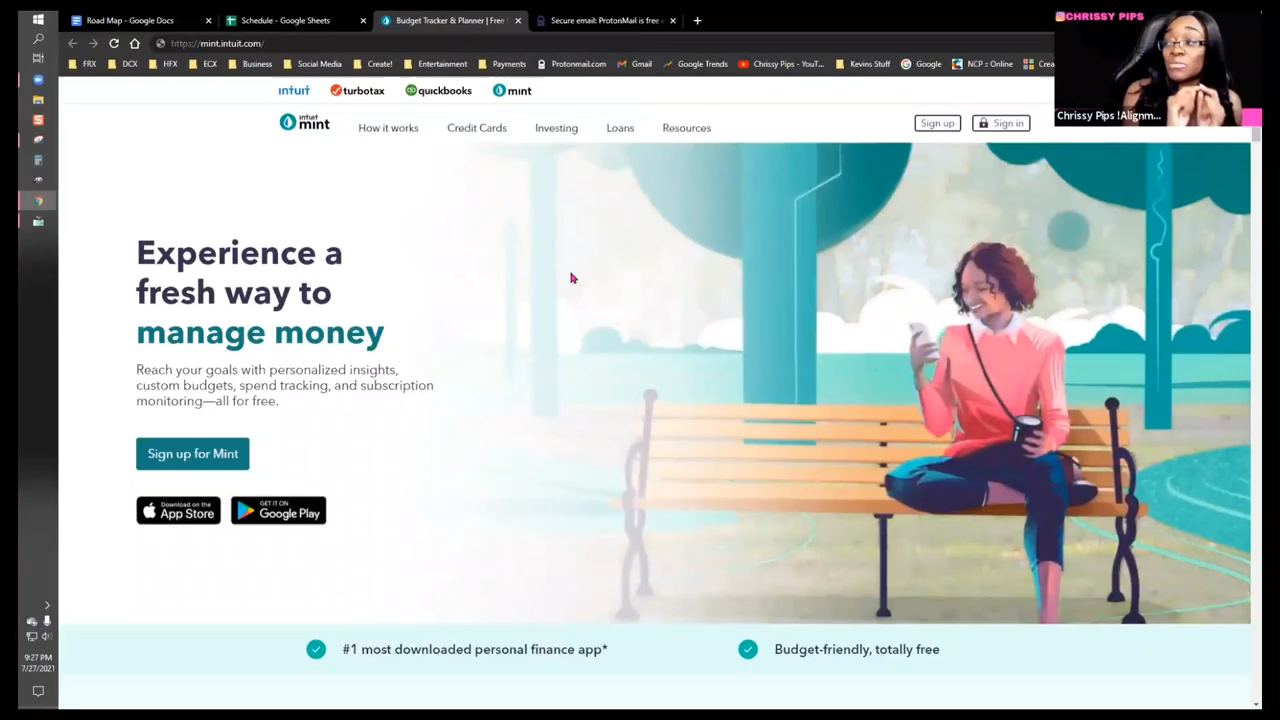 Road Map - Google Docs
Schedule - Google Sheets
Budget Tracker & Planner | Free
Secure email: ProtonMail is free
https://mint.intuit.com/
FRX
DCX
HFX
ECX
Business
Social Media
Create!
Entertainment
Payments
Protonmail.com
Gmail
Google Trends
Chrissy Pips - YouT...
Kevins Stuff
Google
NCP :: Online
Crea
CHRISSY PIPS
Chrissy Pips !Alignm...
intuit
turbotax
quickbooks
mint
intuit
mint
How it works
Credit Cards
Investing
Loans
Resources
Sign up
Sign in
Experience a
fresh way to
manage money
Reach your goals with personalized insights,
custom budgets, spend tracking, and subscription
monitoring—all for free.
Sign up for Mint
Download on the
App Store
GET IT ON
Google Play
#1 most downloaded personal finance app*
Budget-friendly, totally free
9:27 PM
7/27/2021